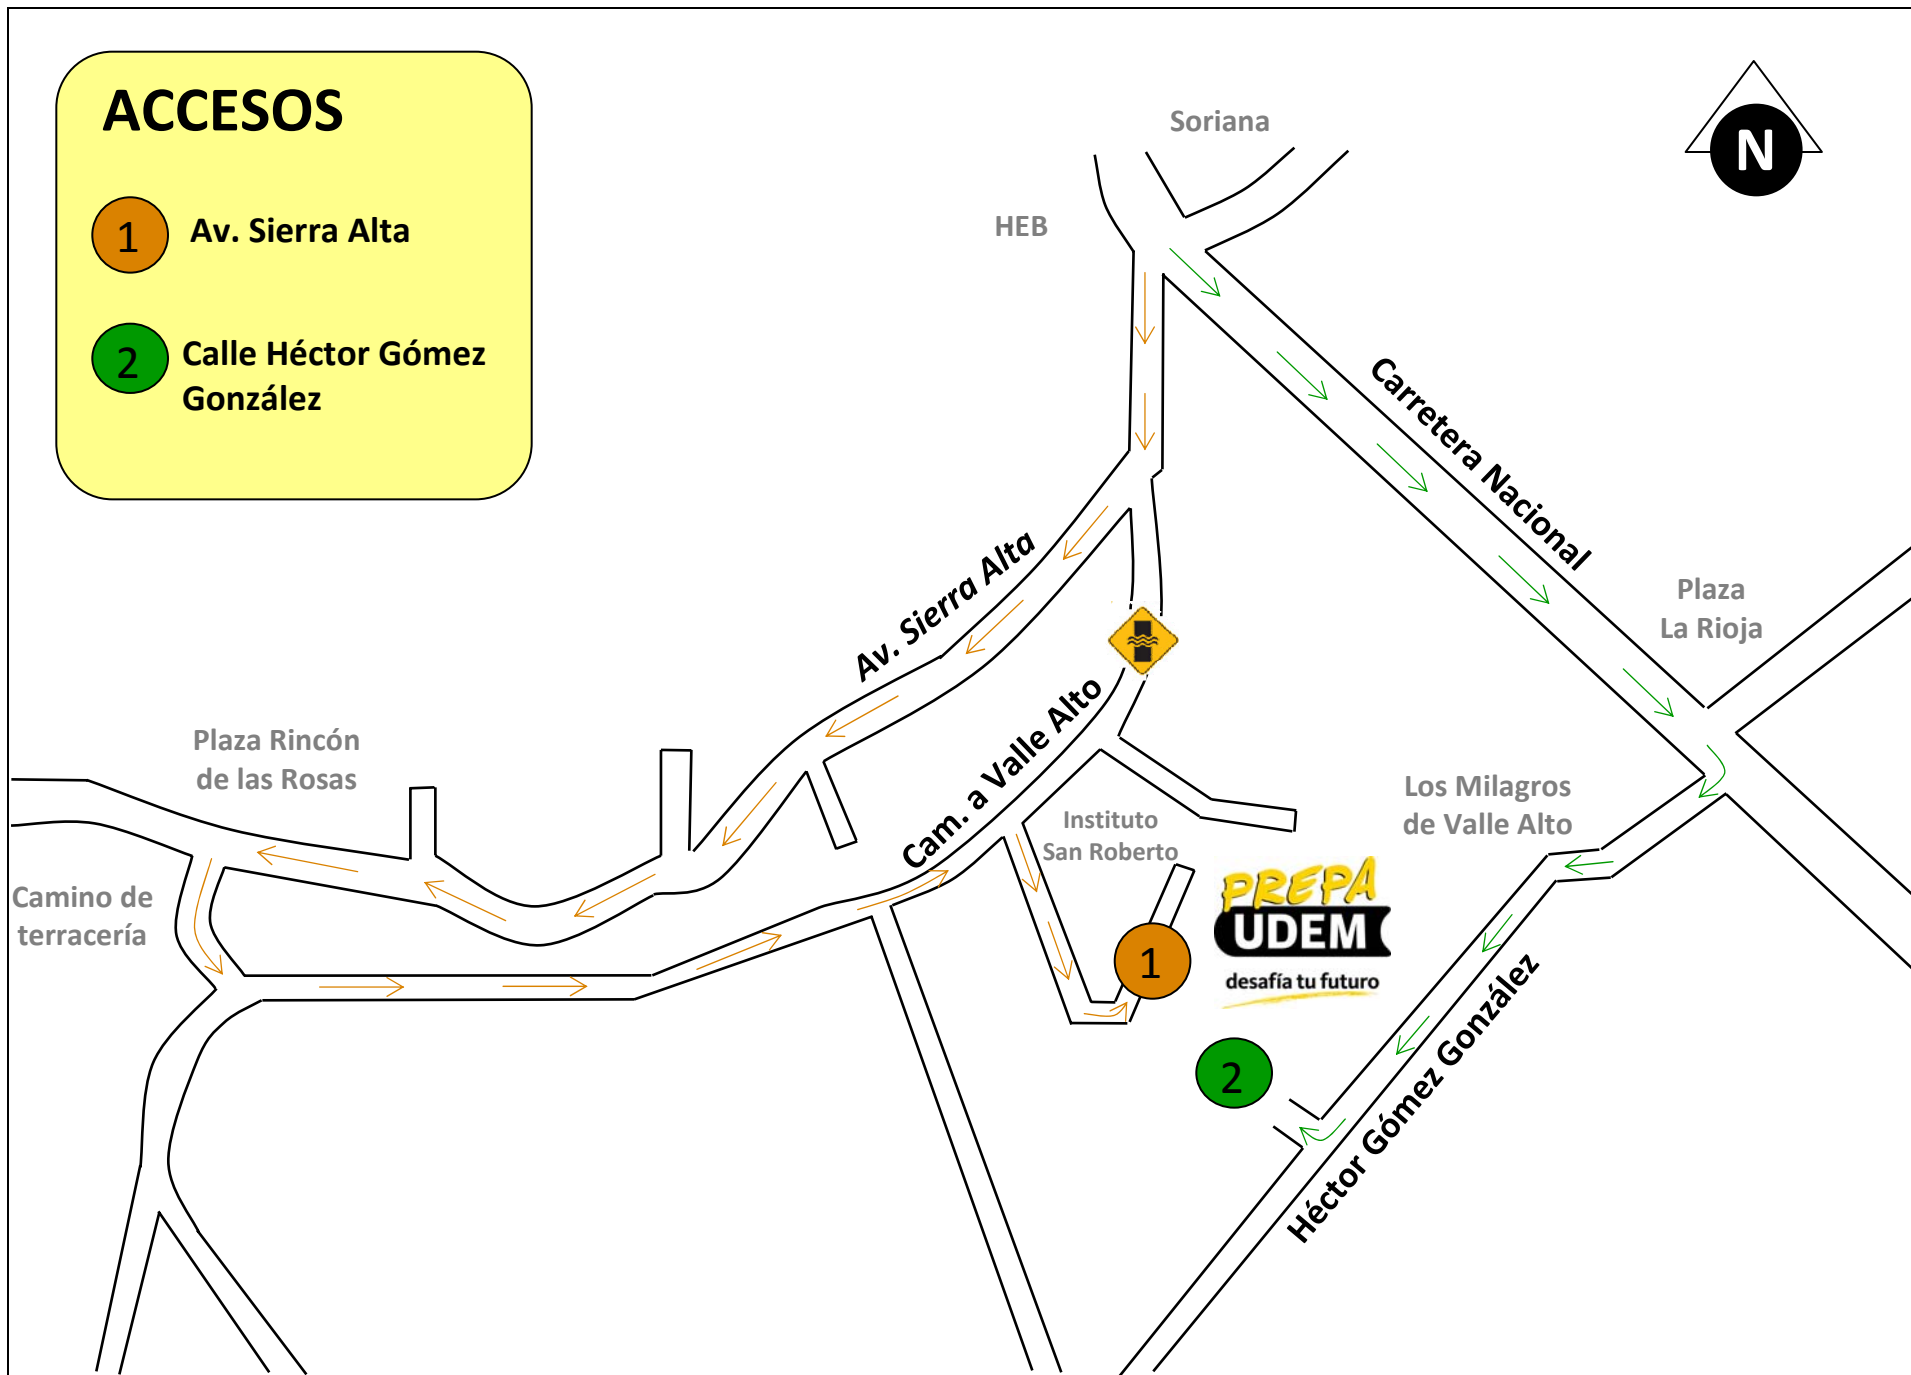 ACCESOS
1 Av. Sierra Alta
2 Calle Héctor Gómez
González
Soriana
N
HEB
Carretera Nacional
Av. Sierra Alta
Plaza
La Rioja
Cam. a Valle Alto
Plaza Rincón
de las Rosas
Los Milagros
de Valle Alto
Instituto
San Roberto
Camino de
terracería
PREPA
UDEM
desafía tu futuro
1
2
Héctor Gómez González